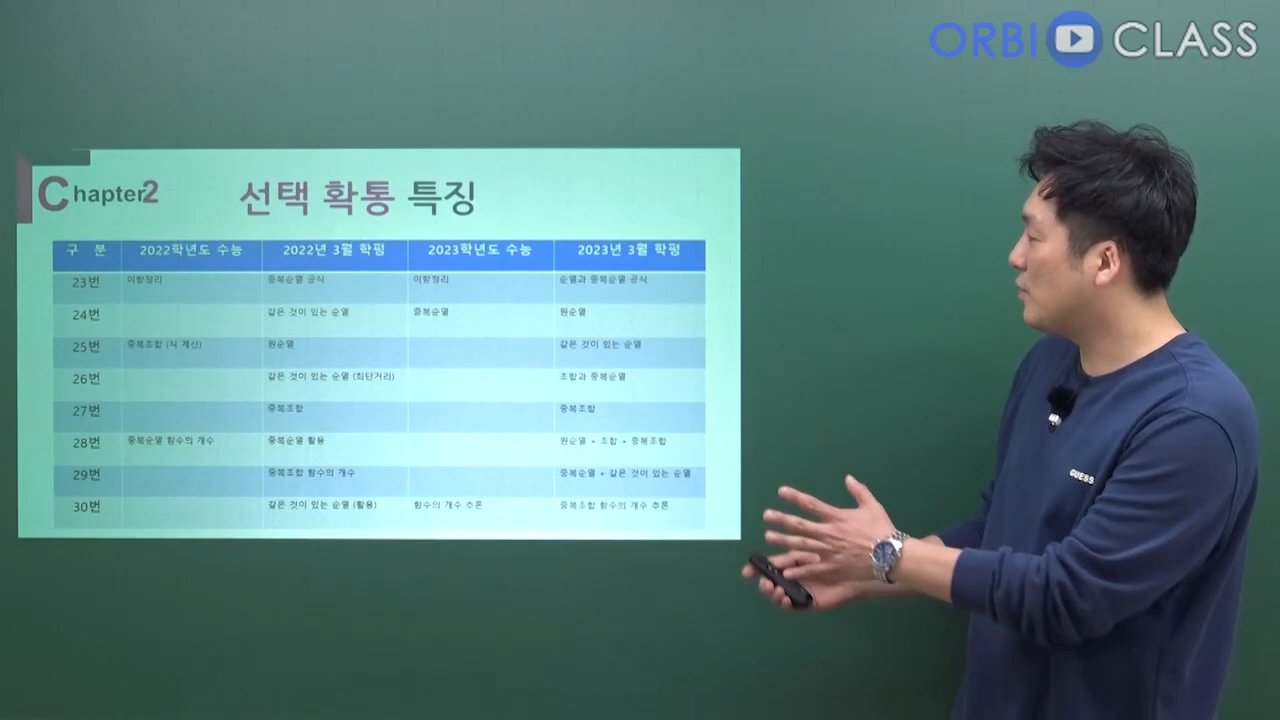 ORBI CLASS
Chapter2
선택 확통 특징
구 분 2022학년도 수능 2022년 3월 학평 2023학년도 수능 2023년 3월 학평
23번 이항정리 중복순열 공식 이항정리 순열과 중복순열 공식
24번 같은 것이 있는 순열 중복순열 원순열
25번 중복조합 (식 계산) 원순열 같은 것이 있는 순열
26번 같은 것이 있는 순열 (최단거리) 조합과 중복순열
27번 중복조합 중복조합
28번 중복순열 함수의 개수 중복순열 활용 원순열 + 조합 + 중복조합
29번 중복조합 함수의 개수 중복순열 + 같은 것이 있는 순열
30번 같은 것이 있는 순열 (활용) 함수의 개수 추론 중복조합 함수의 개수 추론
GUESS